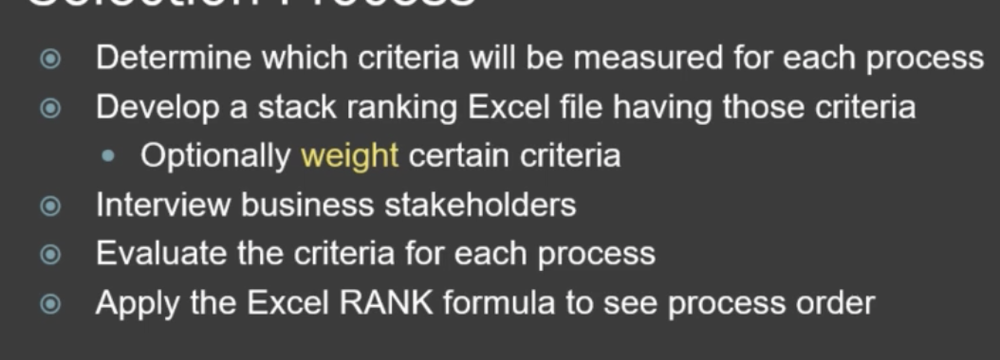 Selection Process
Determine which criteria will be measured for each process
Develop a stack ranking Excel file having those criteria
Optionally weight certain criteria
Interview business stakeholders
Evaluate the criteria for each process
Apply the Excel RANK formula to see process order